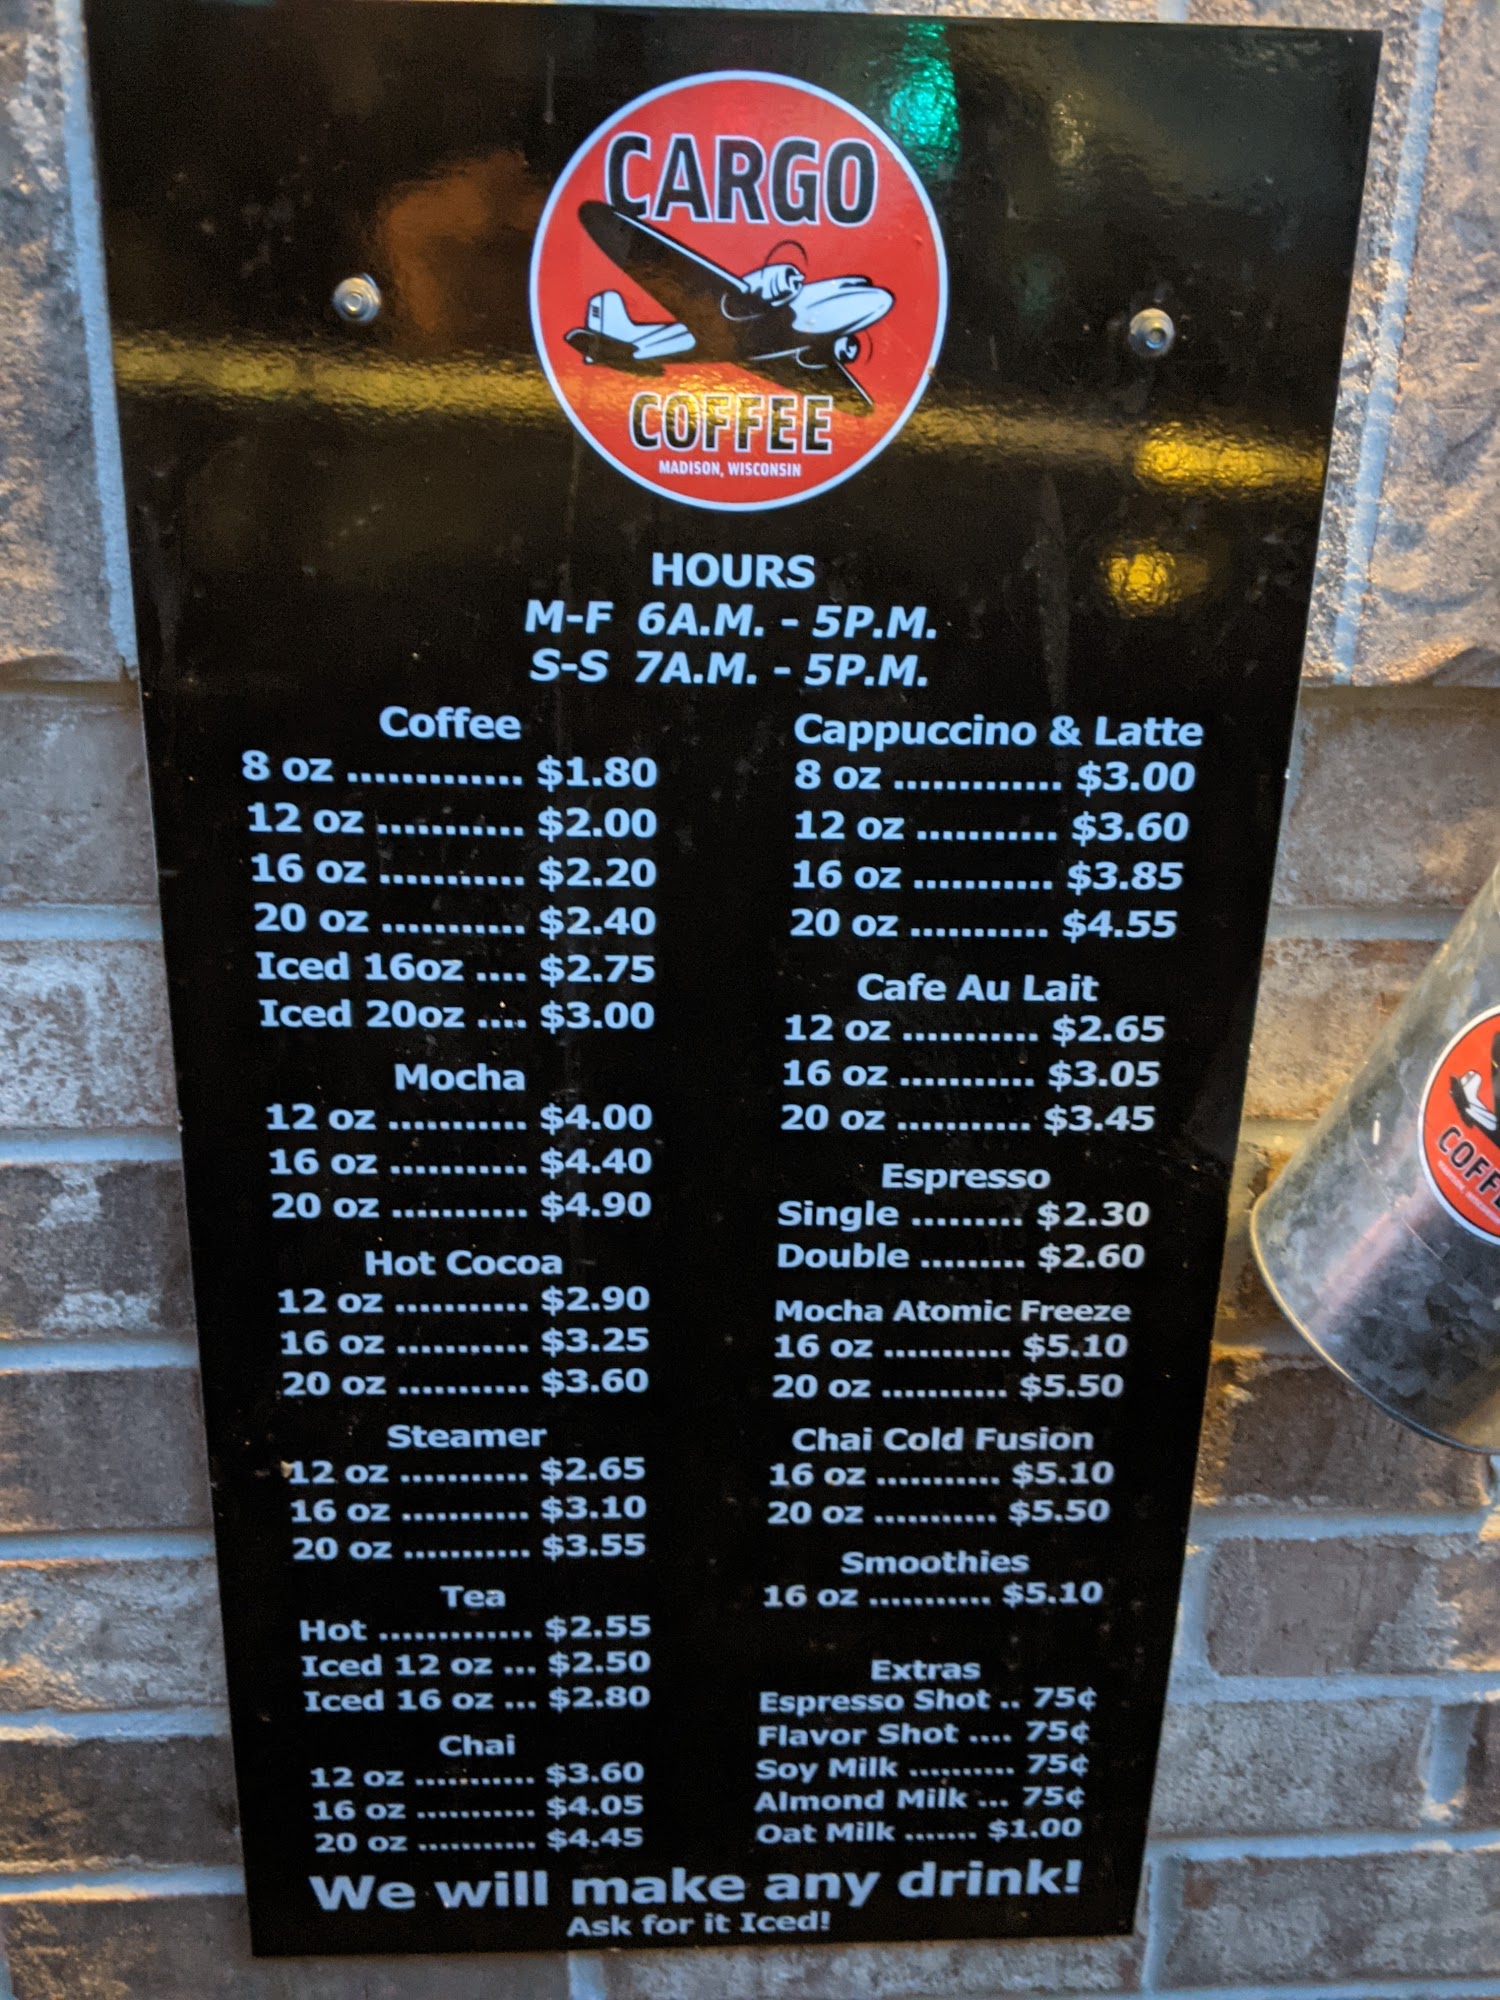 CARGO
COFFEE
MADISON, WISCONSIN
HOURS
M-F 6A.M. - 5P.M.
S-S 7A.M. - 5P.M.
Coffee
8 oz ............. $1.80
12 oz ........... $2.00
16 oz ........... $2.20
20 oz ........... $2.40
Iced 16oz .... $2.75
Iced 20oz .... $3.00
Mocha
12 oz ........... $4.00
16 oz ........... $4.40
20 oz ........... $4.90
Hot Cocoa
12 oz ........... $2.90
16 oz ........... $3.25
20 oz ........... $3.60
Steamer
12 oz ........... $2.65
16 oz ........... $3.10
20 oz ........... $3.55
Tea
Hot ............. $2.55
Iced 12 oz ... $2.50
Iced 16 oz ... $2.80
Chai
12 oz ........... $3.60
16 oz ........... $4.05
20 oz ........... $4.45
Cappuccino & Latte
8 oz ............. $3.00
12 oz ........... $3.60
16 oz ........... $3.85
20 oz ........... $4.55
Cafe Au Lait
12 oz ........... $2.65
16 oz ........... $3.05
20 oz ........... $3.45
Espresso
Single ......... $2.30
Double ......... $2.60
Mocha Atomic Freeze
16 oz ........... $5.10
20 oz ........... $5.50
Chai Cold Fusion
16 oz ........... $5.10
20 oz ........... $5.50
Smoothies
16 oz ........... $5.10
Extras
Espresso Shot .. 75¢
Flavor Shot .... 75¢
Soy Milk .......... 75¢
Almond Milk ... 75¢
Oat Milk ....... $1.00
We will make any drink!
Ask for it Iced!